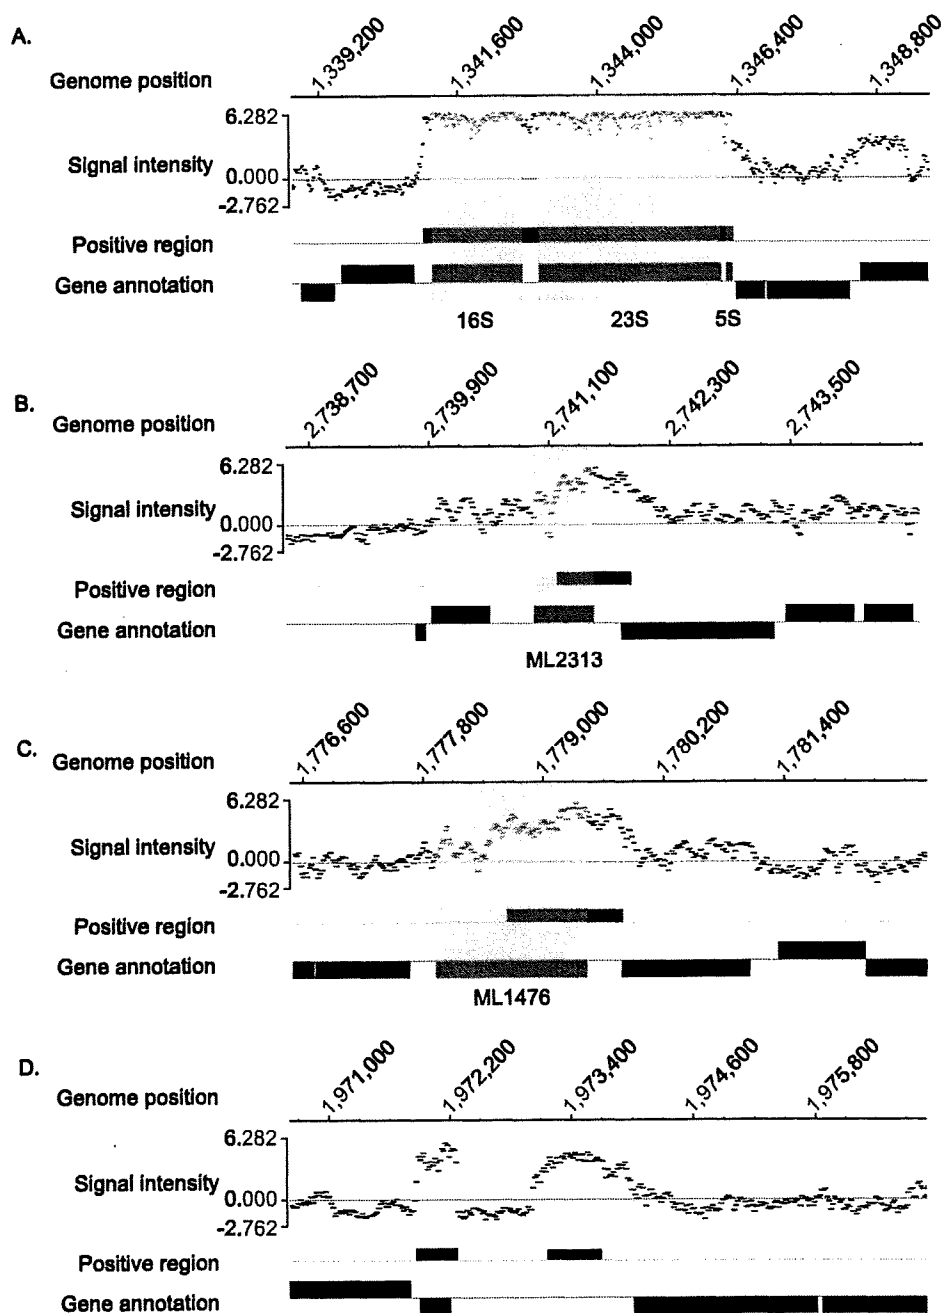 A.
Genome position 1,339,200 1,341,600 1,344,000 1,346,400 1,348,800
6.282
Signal intensity
0.000
-2.762
Positive region
Gene annotation
16S 23S 5S
B.
Genome position 2,738,700 2,739,900 2,741,100 2,742,300 2,743,500
6.282
Signal intensity
0.000
-2.762
Positive region
Gene annotation
ML2313
C.
Genome position 1,776,600 1,777,800 1,779,000 1,780,200 1,781,400
6.282
Signal intensity
0.000
-2.762
Positive region
Gene annotation
ML1476
D.
Genome position 1,971,000 1,972,200 1,973,400 1,974,600 1,975,800
6.282
Signal intensity
0.000
-2.762
Positive region
Gene annotation